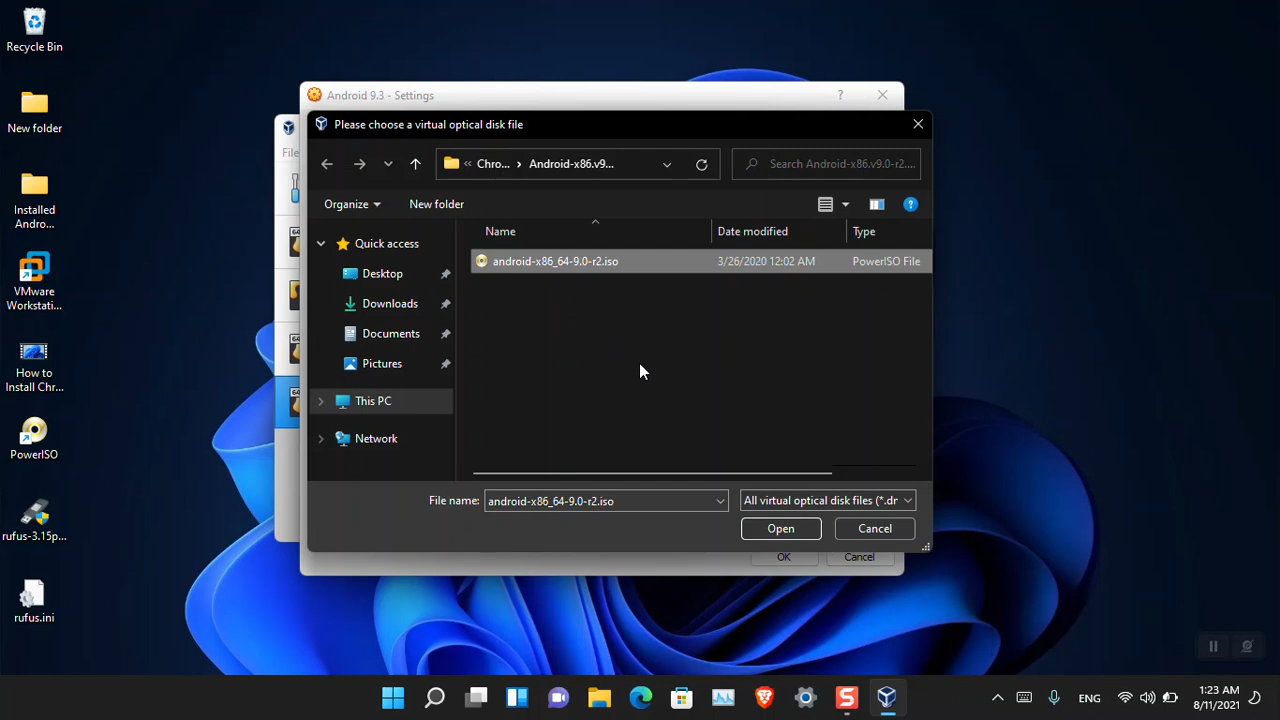 Recycle Bin
New folder
Installed
Andro...
VMware
Workstati...
How to
Install Chr...
PowerISO
rufus-3.15p...
rufus.ini
Android 9.3 - Settings
?
File
64
64
64
Please choose a virtual optical disk file
« Chro... › Android-x86.v9...
Search Android-x86.v9.0-r2....
Organize
New folder
?
Name
Date modified
Type
android-x86_64-9.0-r2.iso
3/26/2020 12:02 AM
PowerISO File
Quick access
Desktop
Downloads
Documents
Pictures
This PC
Network
File name:
android-x86_64-9.0-r2.iso
All virtual optical disk files (*.dr
Open
Cancel
OK
Cancel
ENG
1:23 AM
8/11/2021